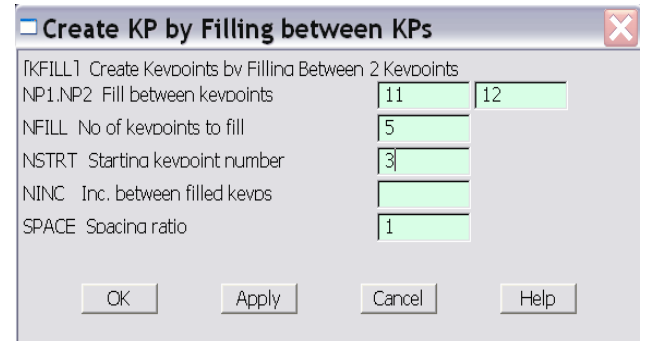 Create KP by Filling between KPs
[KFILL] Create Keypoints by Filling Between 2 Keypoints
NP1,NP2 Fill between keypoints 11 12
NFILL No of keypoints to fill 5
NSTRT Starting keypoint number 3
NINC Inc. between filled keyps
SPACE Spacing ratio 1
OK Apply Cancel Help